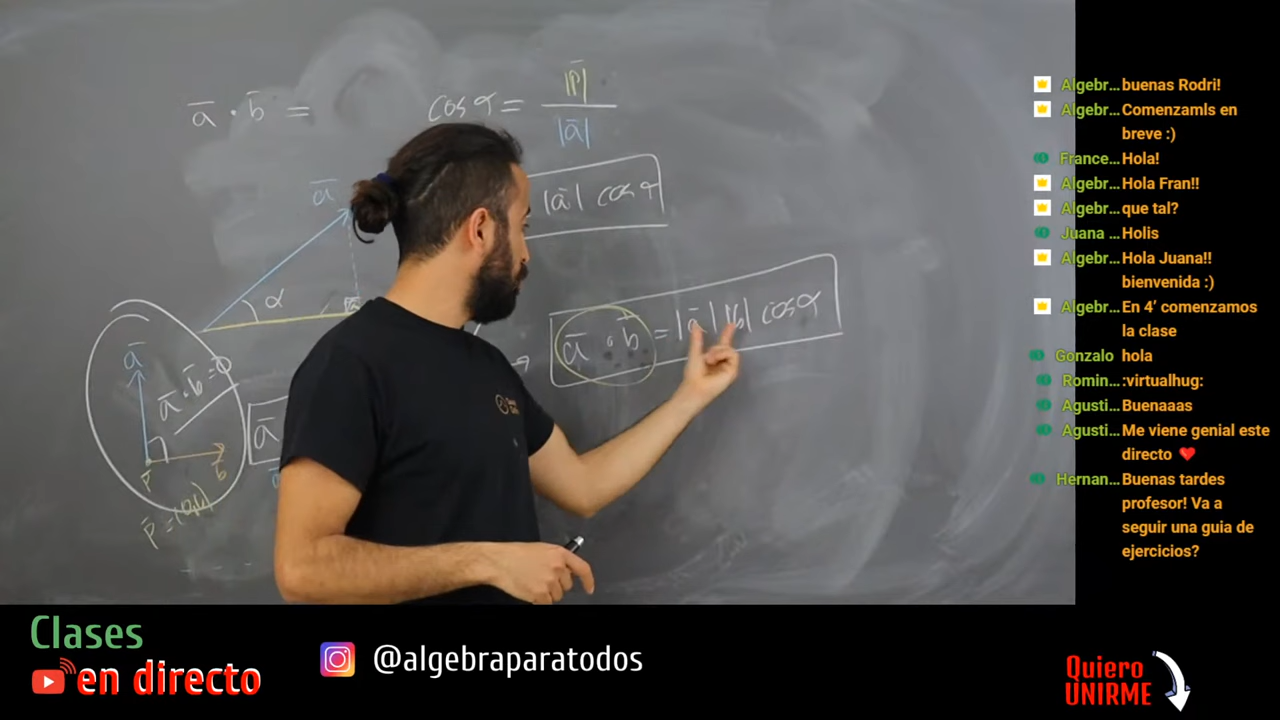 a̅ · b̅ =
cos α = |P̅| / |a̅|
a̅
|a̅| cos α
α
a̅ · b̅ = |a̅| |b| cos α
a̅
a̅ · b̅ = 0
b̅
P̅
a̅
Algebr... buenas Rodri!
Algebr... Comenzamls en
breve :)
France... Hola!
Algebr... Hola Fran!!
Algebr... que tal?
Juana ... Holis
Algebr... Hola Juana!!
bienvenida :)
Algebr... En 4' comenzamos
la clase
Gonzalo hola
Romin... :virtualhug:
Agusti... Buenaaas
Agusti... Me viene genial este
directo ❤
Hernan... Buenas tardes
profesor! Va a
seguir una guia de
ejercicios?
Clases
en directo
@algebraparatodos
Quiero
UNIRME